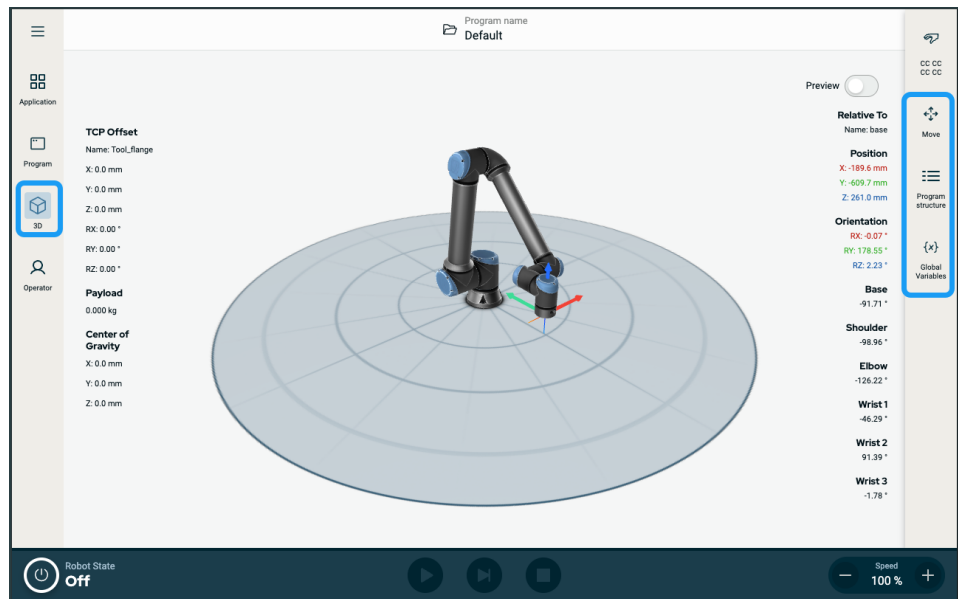 Program name
Default
Application
Program
3D
Operator
TCP Offset
Name: Tool_flange
X: 0.0 mm
Y: 0.0 mm
Z: 0.0 mm
RX: 0.00 °
RY: 0.00 °
RZ: 0.00 °
Payload
0.000 kg
Center of
Gravity
X: 0.0 mm
Y: 0.0 mm
Z: 0.0 mm
Preview
Relative To
Name: base
Position
X: -189.6 mm
Y: -609.7 mm
Z: 261.0 mm
Orientation
RX: -0.07 °
RY: 178.55 °
RZ: 2.23 °
Base
-91.71 °
Shoulder
-98.96 °
Elbow
-126.22 °
Wrist 1
-46.29 °
Wrist 2
91.39 °
Wrist 3
-1.78 °
CC CC
CC CC
Move
Program
structure
{x}
Global
Variables
Robot State
Off
Speed
100 %